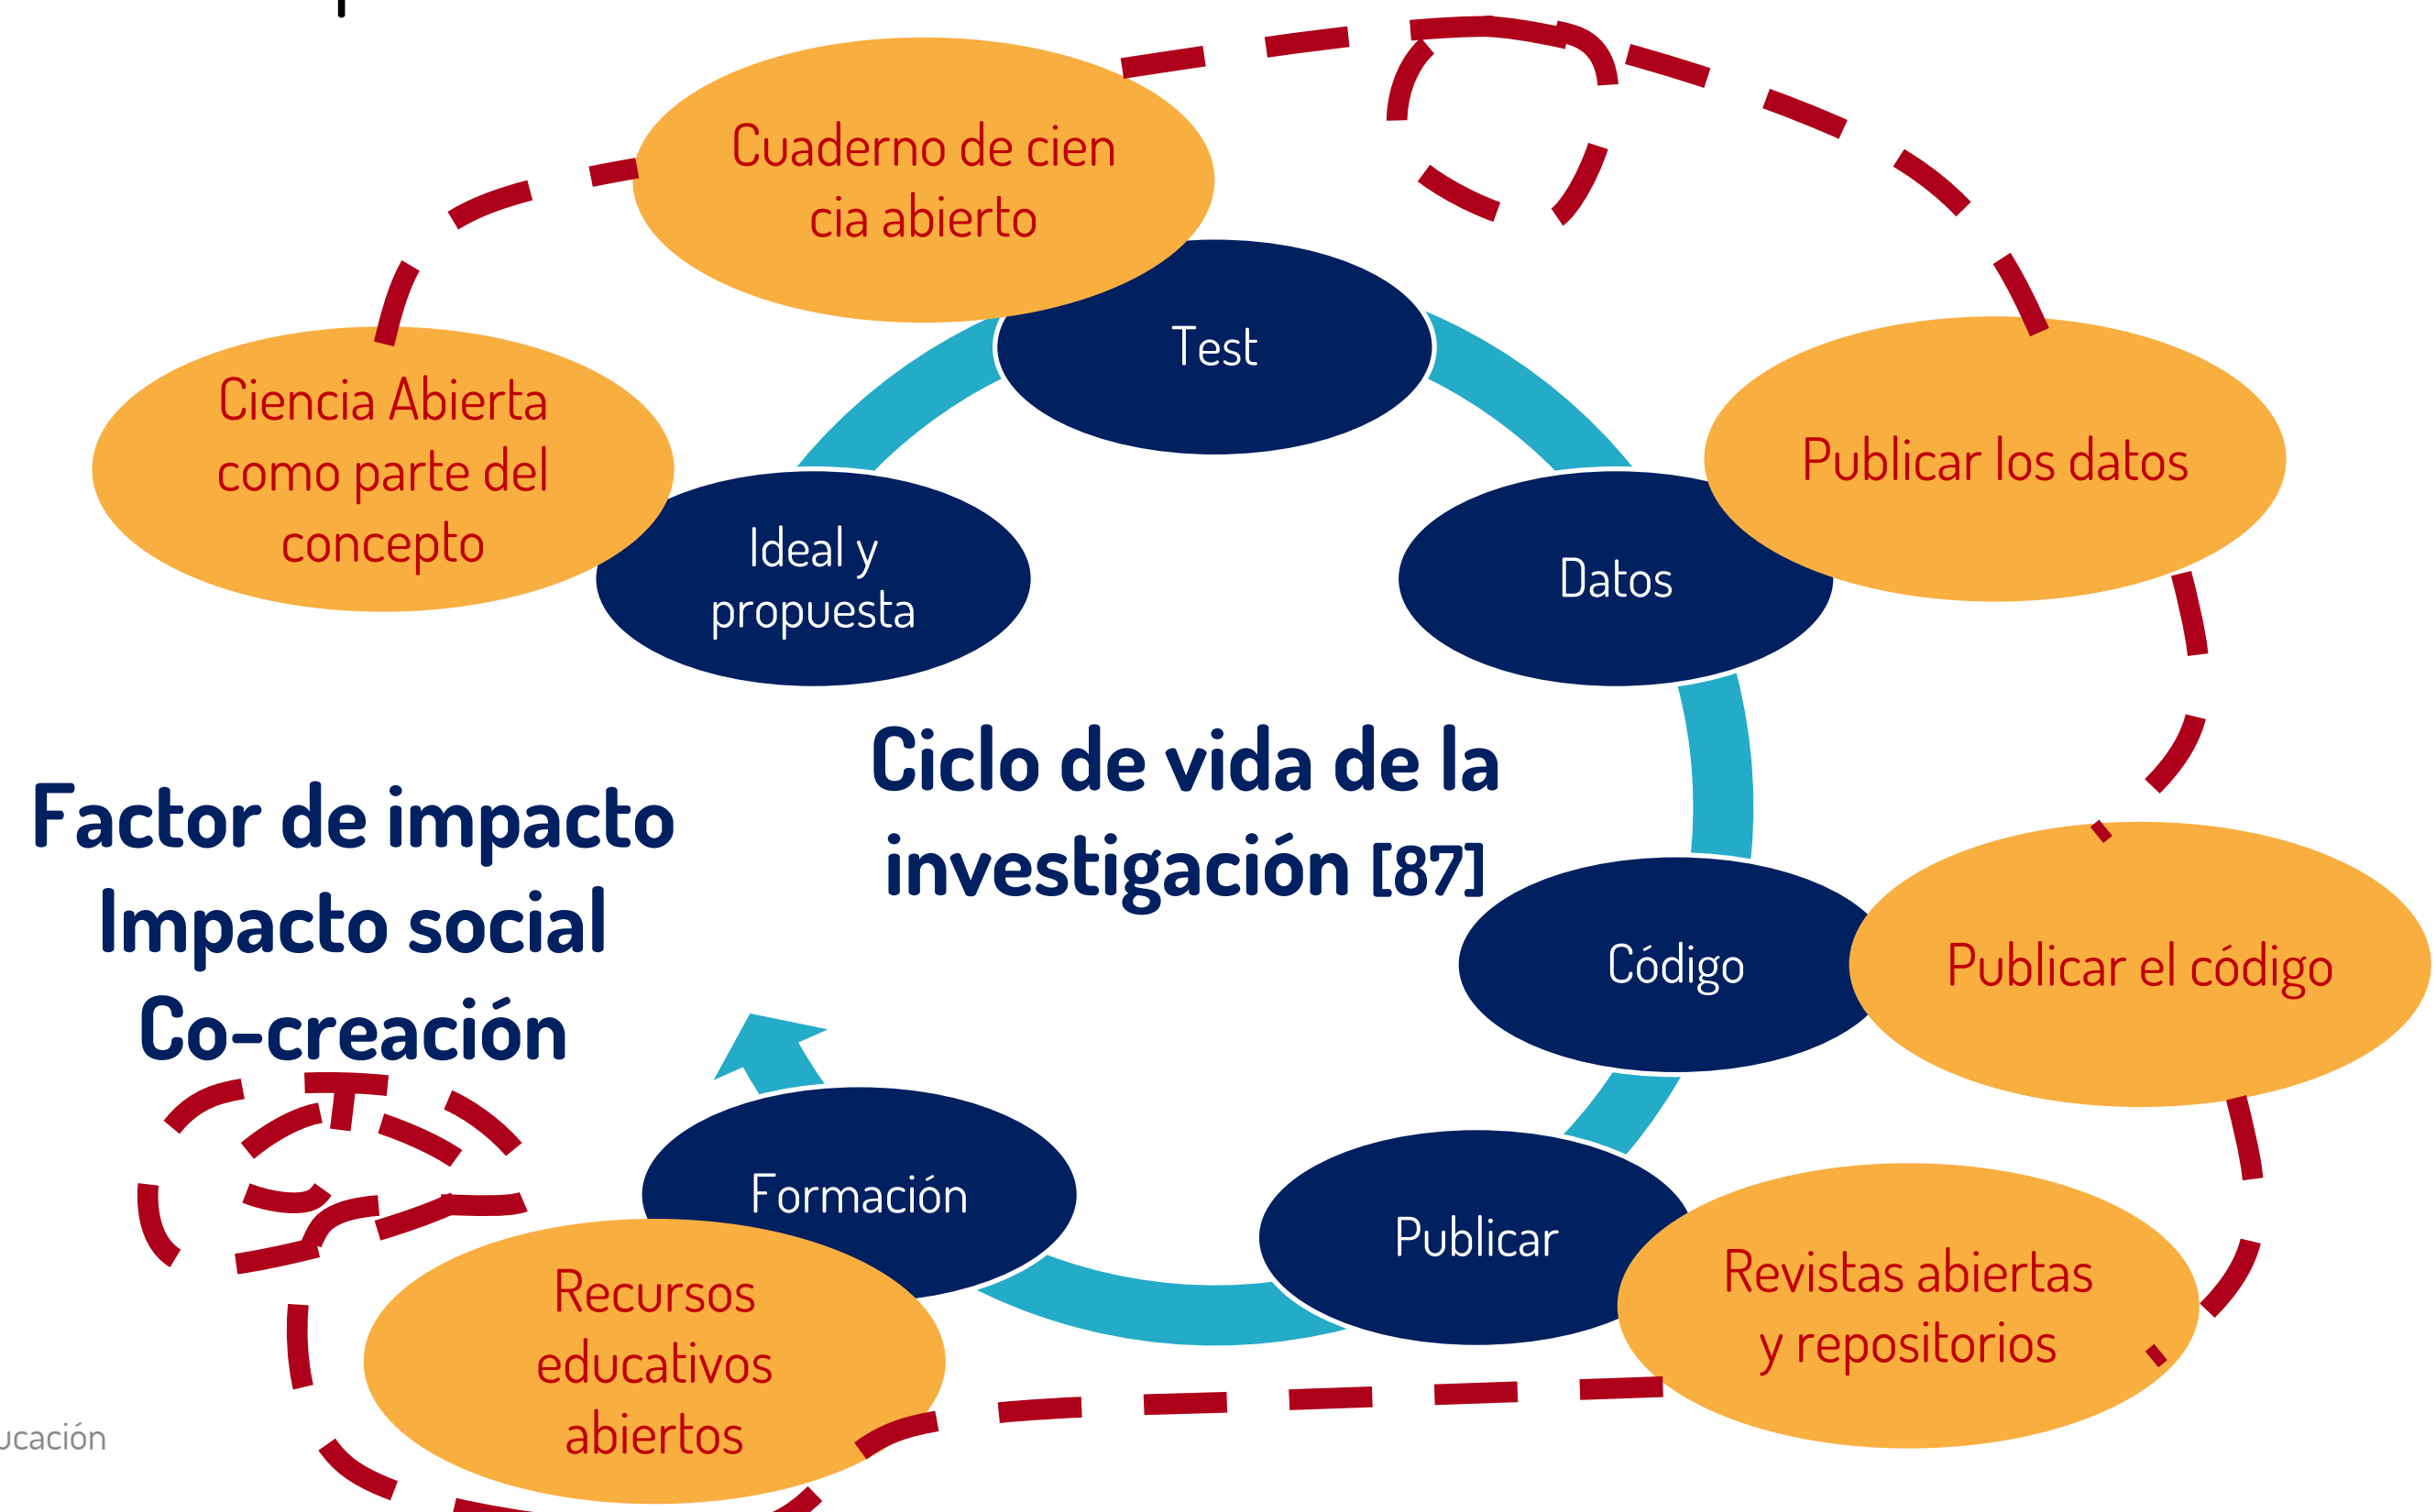 Cuaderno de cien
cia abierto
Test
Ciencia Abierta
como parte del
concepto
Publicar los datos
Ideal y
propuesta
Datos
Ciclo de vida de la
investigación [87]
Factor de impacto
Impacto social
Co-creación
Código
Publicar el código
Formación
Publicar
Revistas abiertas
y repositorios
Recursos
educativos
abiertos